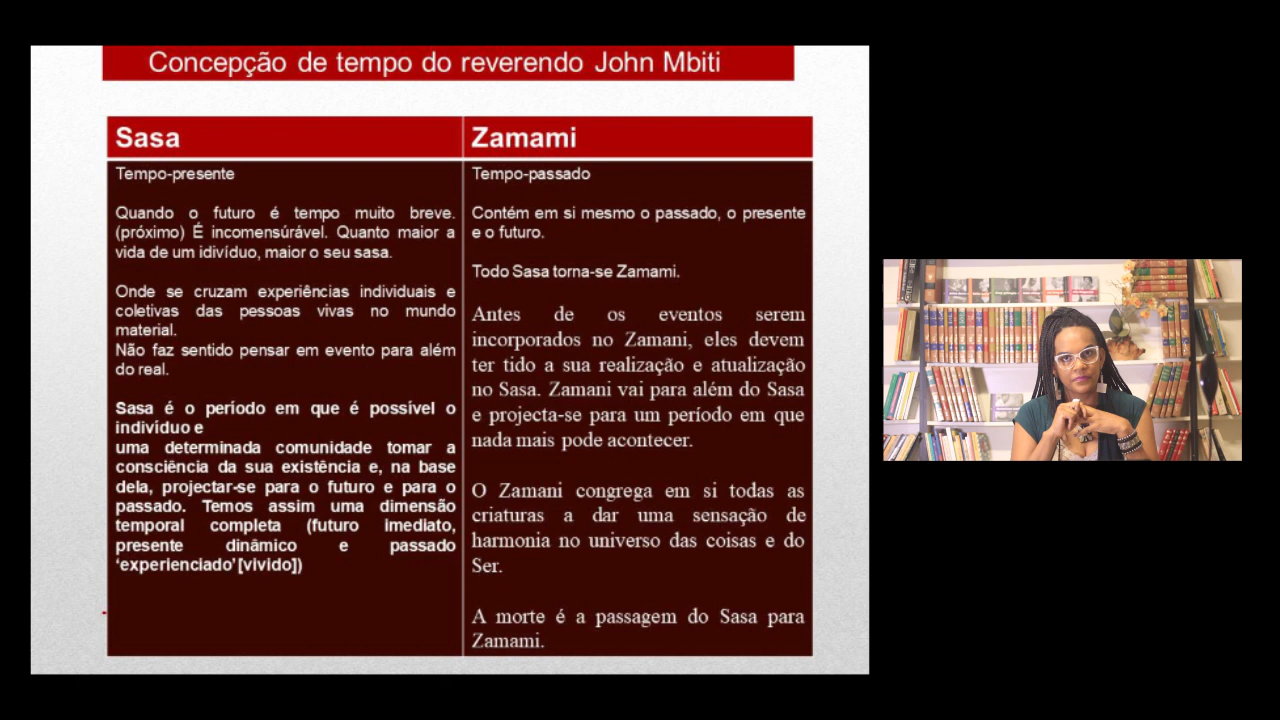 Concepção de tempo do reverendo John Mbiti
Sasa
Tempo-presente
Quando o futuro é tempo muito breve.
(próximo) É incomensúrável. Quanto maior a
vida de um idivíduo, maior o seu sasa.
Onde se cruzam experiências individuais e
coletivas das pessoas vivas no mundo
material.
Não faz sentido pensar em evento para além
do real.
Sasa é o período em que é possível o
indivíduo e
uma determinada comunidade tomar a
consciência da sua existência e, na base
dela, projectar-se para o futuro e para o
passado. Temos assim uma dimensão
temporal completa (futuro imediato,
presente dinâmico e passado
‘experienciado’[vivido])
Zamami
Tempo-passado
Contém em si mesmo o passado, o presente
e o futuro.
Todo Sasa torna-se Zamami.
Antes de os eventos serem
incorporados no Zamani, eles devem
ter tido a sua realização e atualização
no Sasa. Zamani vai para além do Sasa
e projecta-se para um período em que
nada mais pode acontecer.
O Zamani congrega em si todas as
criaturas a dar uma sensação de
harmonia no universo das coisas e do
Ser.
A morte é a passagem do Sasa para
Zamami.